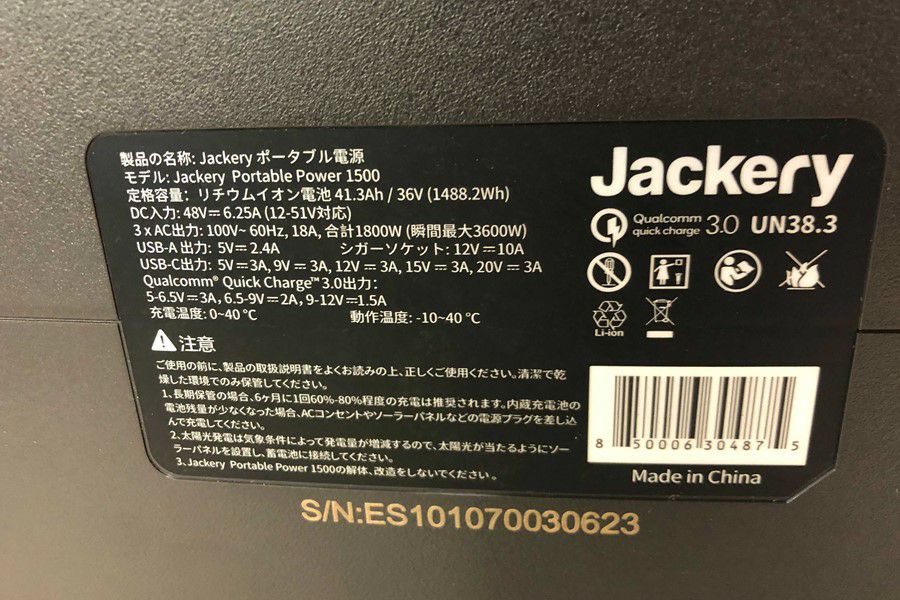 製品の名称: Jackery ポータブル電源
モデル: Jackery Portable Power 1500
定格容量: リチウムイオン電池 41.3Ah / 36V (1488.2Wh)
DC入力: 48V⎓6.25A (12-51V対応)
3 x AC出力: 100V~ 60Hz, 18A, 合計1800W (瞬間最大3600W)
USB-A 出力: 5V⎓2.4A シガーソケット: 12V⎓10A
USB-C出力: 5V⎓3A, 9V⎓3A, 12V⎓3A, 15V⎓3A, 20V⎓3A
Qualcomm® Quick Charge™ 3.0出力:
5-6.5V⎓3A, 6.5-9V⎓2A, 9-12V⎓1.5A
充電温度: 0~40 ℃ 動作温度: -10~40 ℃
注意
ご使用の前に、製品の取扱説明書をよくお読みの上、正しくご使用ください。清潔で乾
燥した環境でのみ保管してください。
1、長期保管の場合、6ヶ月に1回60%-80%程度の充電は推奨されます。内蔵充電池の
電池残量が少なくなった場合、ACコンセントやソーラーパネルなどの電源プラグを差し込
んで充電してください。
2、太陽光発電は気象条件によって発電量が増減するので、太陽光が当たるようにソー
ラーパネルを設置し、蓄電池に接続してください。
3、Jackery Portable Power 1500の解体、改造をしないでください。
Jackery
Qualcomm
quick charge 3.0 UN38.3
Li-ion
8 50006 30487 5
Made in China
S/N:ES101070030623